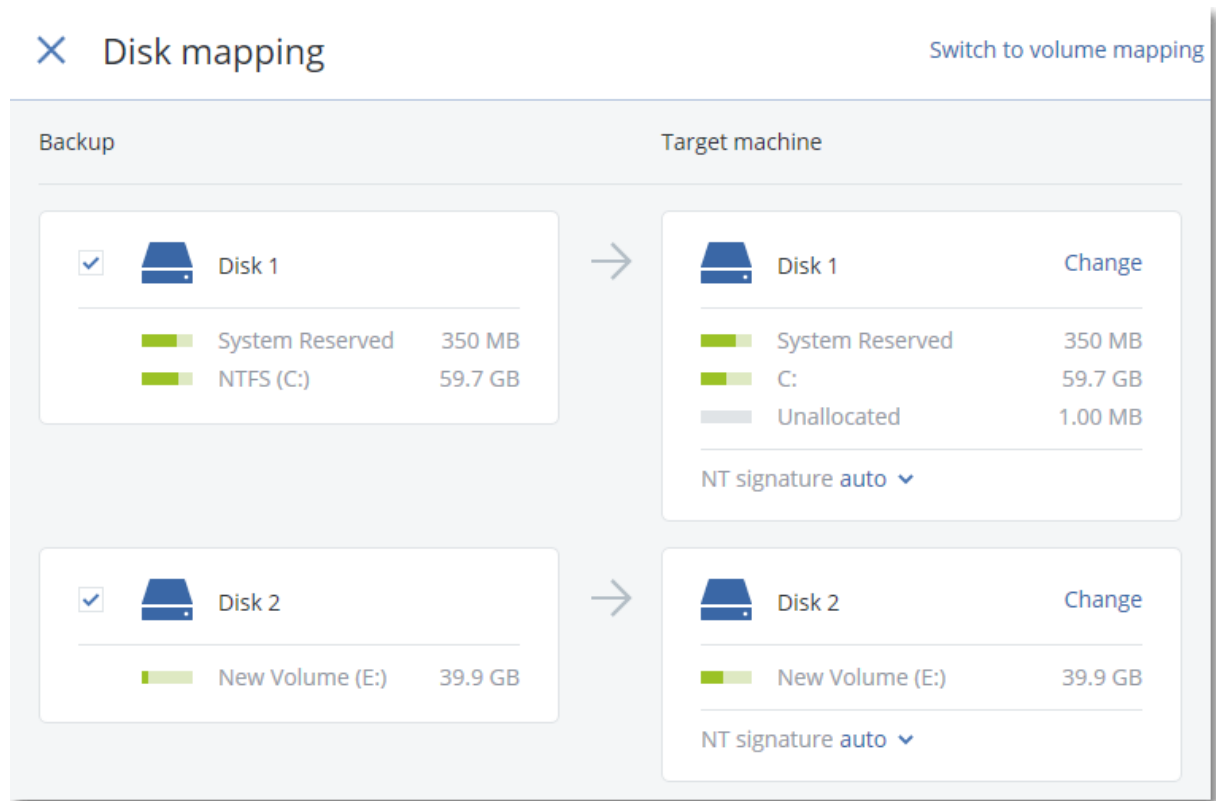 Disk mapping
Switch to volume mapping
Backup
Target machine
Disk 1
System Reserved 350 MB
NTFS (C:) 59.7 GB
Disk 1 Change
System Reserved 350 MB
C: 59.7 GB
Unallocated 1.00 MB
NT signature auto
Disk 2
New Volume (E:) 39.9 GB
Disk 2 Change
New Volume (E:) 39.9 GB
NT signature auto